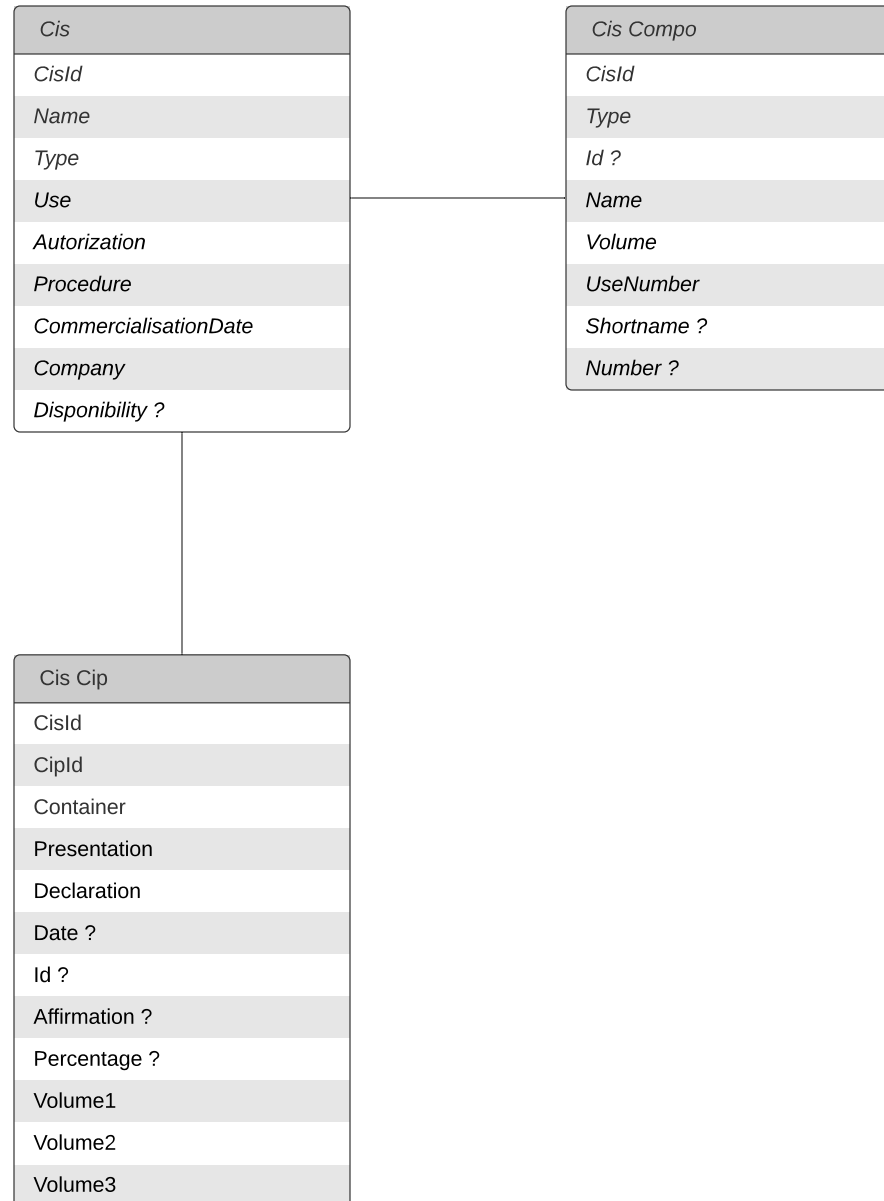 Cis
CisId
Name
Type
Use
Autorization
Procedure
CommercialisationDate
Company
Disponibility ?
Cis Compo
CisId
Type
Id ?
Name
Volume
UseNumber
Shortname ?
Number ?
Cis Cip
CisId
CipId
Container
Presentation
Declaration
Date ?
Id ?
Affirmation ?
Percentage ?
Volume1
Volume2
Volume3